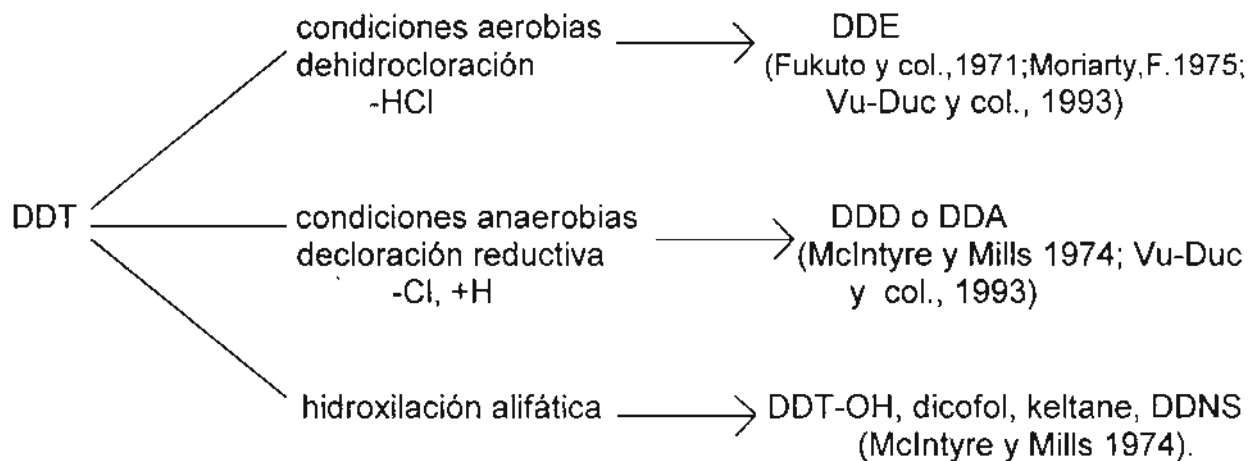 condiciones aerobias
dehidrocloración
-HCl
DDE
(Fukuto y col.,1971;Moriarty,F.1975;
Vu-Duc y col., 1993)
DDT
condiciones anaerobias
decloración reductiva
-Cl, +H
DDD o DDA
(McIntyre y Mills 1974; Vu-Duc
y col., 1993)
hidroxilación alifática
DDT-OH, dicofol, keltane, DDNS
(McIntyre y Mills 1974).